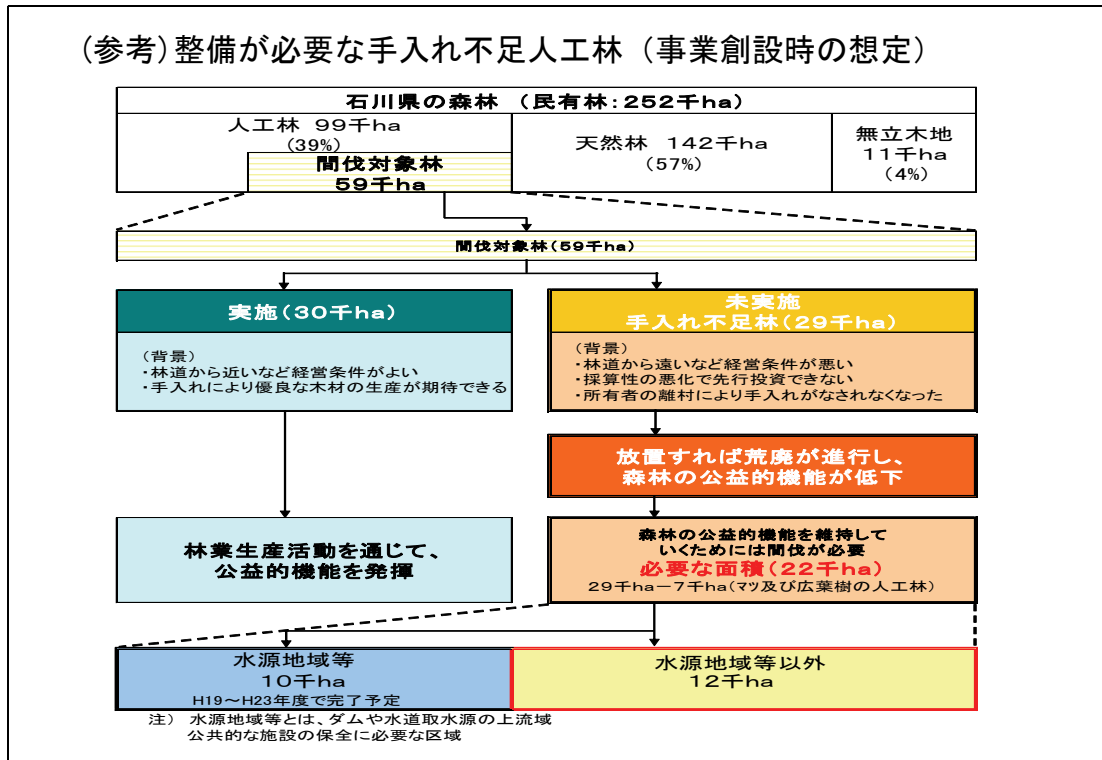 (参考)整備が必要な手入れ不足人工林（事業創設時の想定）
石川県の森林 （民有林：252千ha）
人工林 99千ha
(39%)
間伐対象林
59千ha
天然林 142千ha
(57%)
無立木地
11千ha
(4%)
間伐対象林(59千ha)
実施(30千ha)
（背景）
・林道から近いなど経営条件がよい
・手入れにより優良な木材の生産が期待できる
未実施
手入れ不足林(29千ha)
（背景）
・林道から遠いなど経営条件が悪い
・採算性の悪化で先行投資できない
・所有者の離村により手入れがなされなくなった
放置すれば荒廃が進行し、
森林の公益的機能が低下
林業生産活動を通じて、
公益的機能を発揮
森林の公益的機能を維持して
いくためには間伐が必要
必要な面積(22千ha)
29千ha－7千ha(マツ及び広葉樹の人工林)
水源地域等
10千ha
H19～H23年度で完了予定
水源地域等以外
12千ha
注） 水源地域等とは、ダムや水道取水源の上流域
公共的な施設の保全に必要な区域